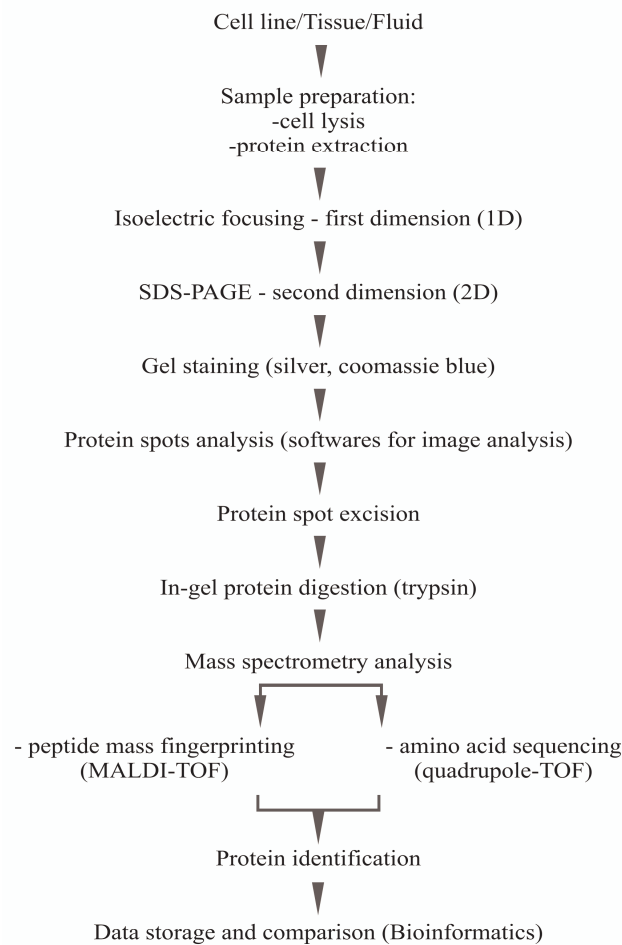 Cell line/Tissue/Fluid
Sample preparation:
-cell lysis
-protein extraction
Isoelectric focusing - first dimension (1D)
SDS-PAGE - second dimension (2D)
Gel staining (silver, coomassie blue)
Protein spots analysis (softwares for image analysis)
Protein spot excision
In-gel protein digestion (trypsin)
Mass spectrometry analysis
- peptide mass fingerprinting
(MALDI-TOF)
- amino acid sequencing
(quadrupole-TOF)
Protein identification
Data storage and comparison (Bioinformatics)